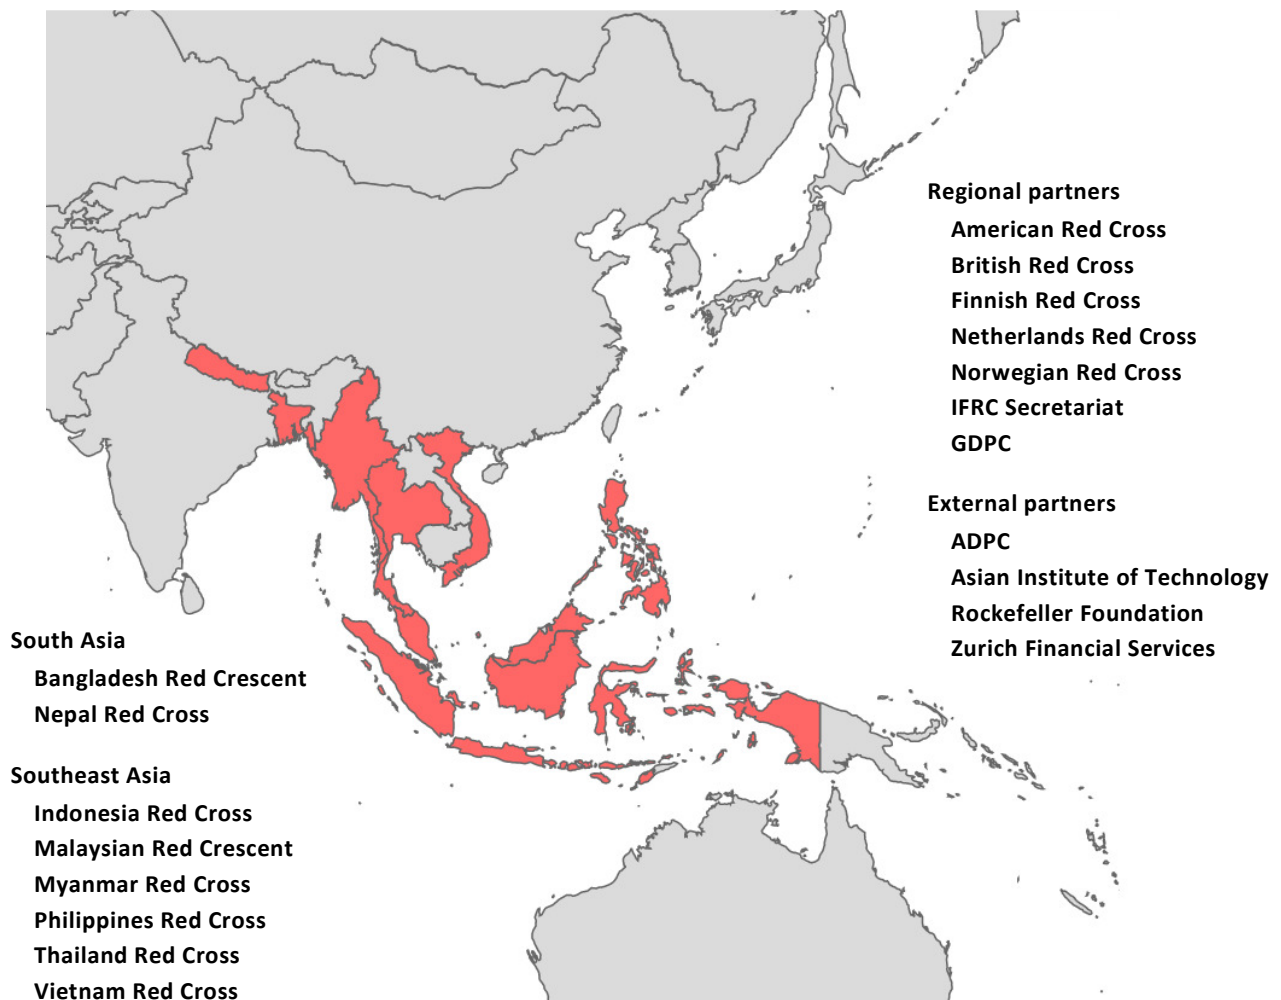 Regional partners
American Red Cross
British Red Cross
Finnish Red Cross
Netherlands Red Cross
Norwegian Red Cross
IFRC Secretariat
GDPC
External partners
ADPC
Asian Institute of Technology
Rockefeller Foundation
Zurich Financial Services
South Asia
Bangladesh Red Crescent
Nepal Red Cross
Southeast Asia
Indonesia Red Cross
Malaysian Red Crescent
Myanmar Red Cross
Philippines Red Cross
Thailand Red Cross
Vietnam Red Cross